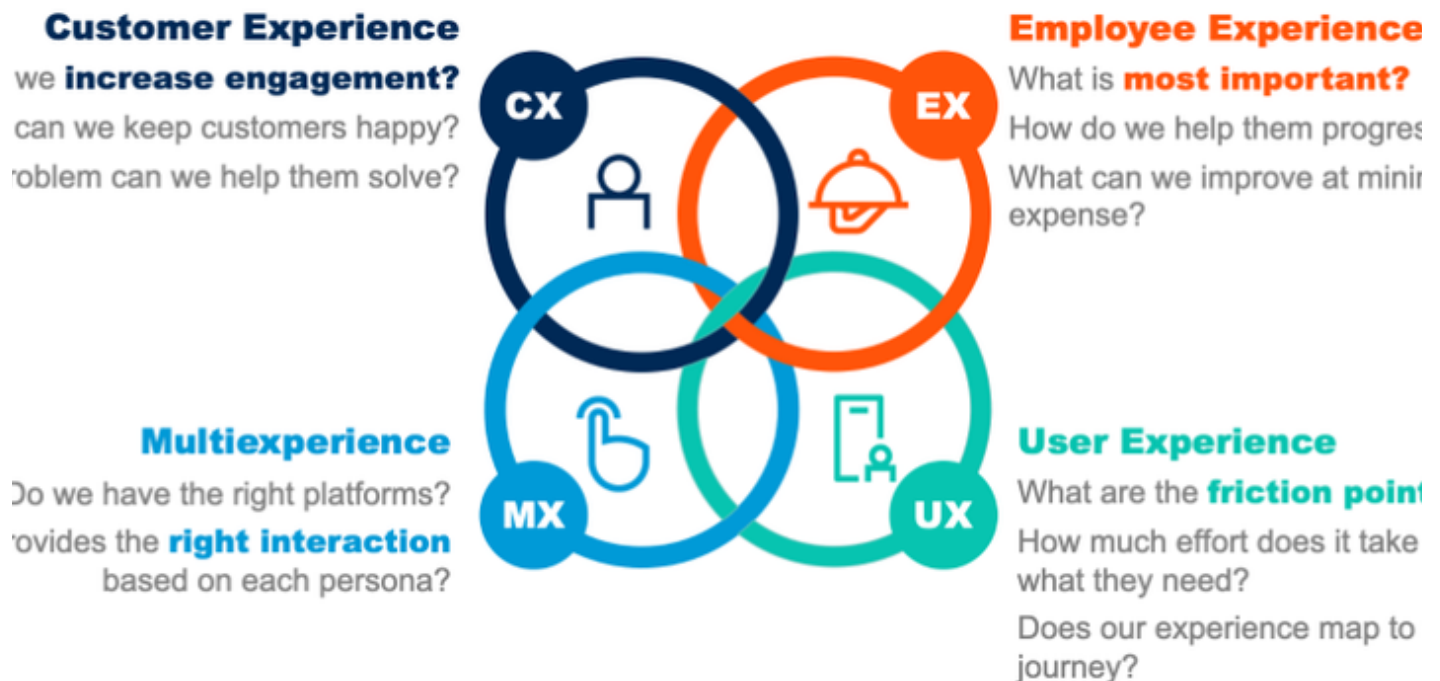 Customer Experience
we increase engagement?
can we keep customers happy?
roblem can we help them solve?
CX
EX
Employee Experience
What is most important?
How do we help them progres
What can we improve at minir
expense?
Multiexperience
Do we have the right platforms?
rovides the right interaction
based on each persona?
MX
UX
User Experience
What are the friction point
How much effort does it take
what they need?
Does our experience map to
journey?